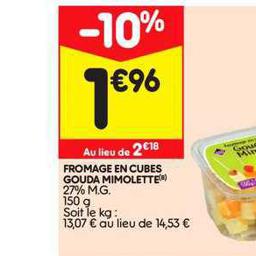 -10%
1€96
Au lieu de 2€18
FROMAGE EN CUBES
GOUDA MIMOLETTE(B)
27% M.G.
150 g
Soit le kg :
13,07 € au lieu de 14,53 €